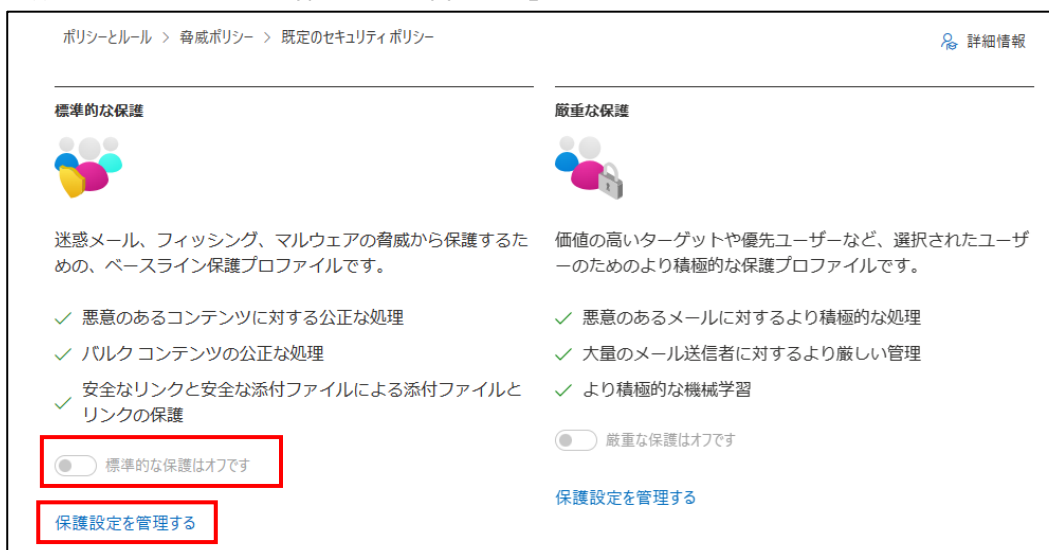 ポリシーとルール > 脅威ポリシー > 既定のセキュリティ ポリシー
詳細情報
標準的な保護
迷惑メール、フィッシング、マルウェアの脅威から保護するた
めの、ベースライン保護プロファイルです。
悪意のあるコンテンツに対する公正な処理
バルク コンテンツの公正な処理
安全なリンクと安全な添付ファイルによる添付ファイルと
リンクの保護
標準的な保護はオフです
保護設定を管理する
厳重な保護
価値の高いターゲットや優先ユーザーなど、選択されたユーザ
ーのためのより積極的な保護プロファイルです。
悪意のあるメールに対するより積極的な処理
大量のメール送信者に対するより厳しい管理
より積極的な機械学習
厳重な保護はオフです
保護設定を管理する